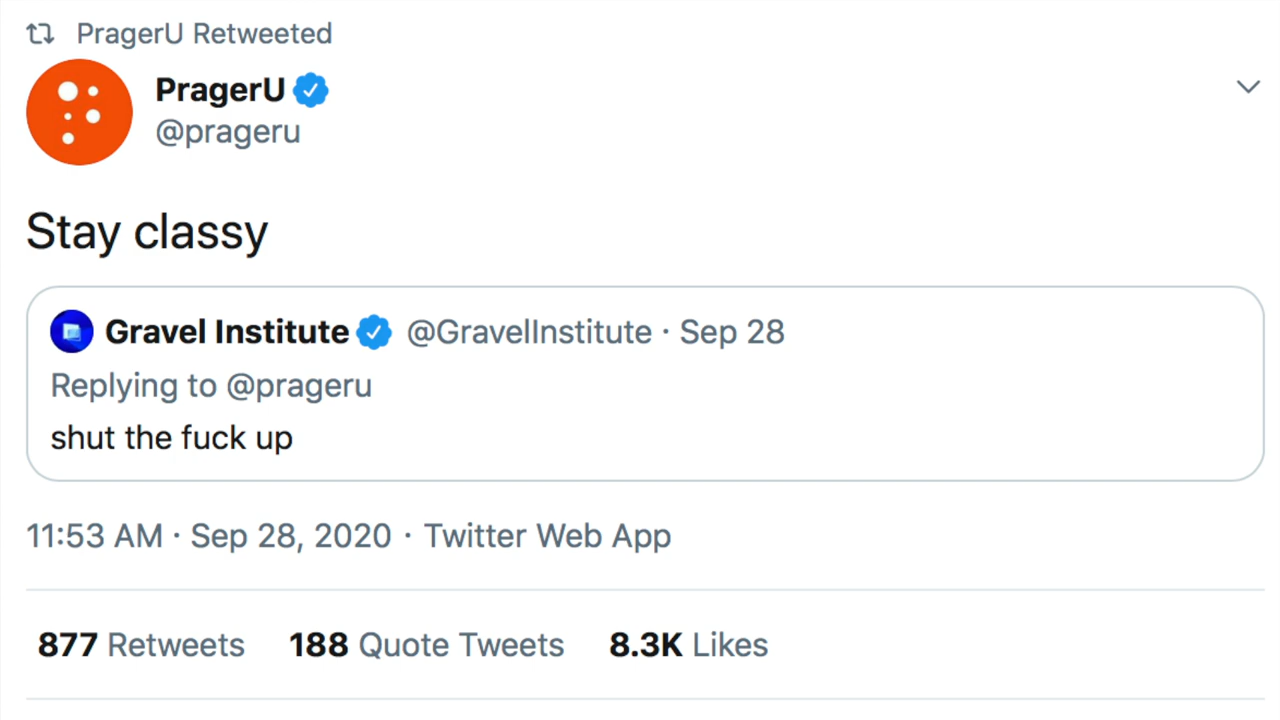 PragerU Retweeted
PragerU
@prageru
Stay classy
Gravel Institute @GravelInstitute · Sep 28
Replying to @prageru
shut the fuck up
11:53 AM · Sep 28, 2020 · Twitter Web App
877 Retweets 188 Quote Tweets 8.3K Likes